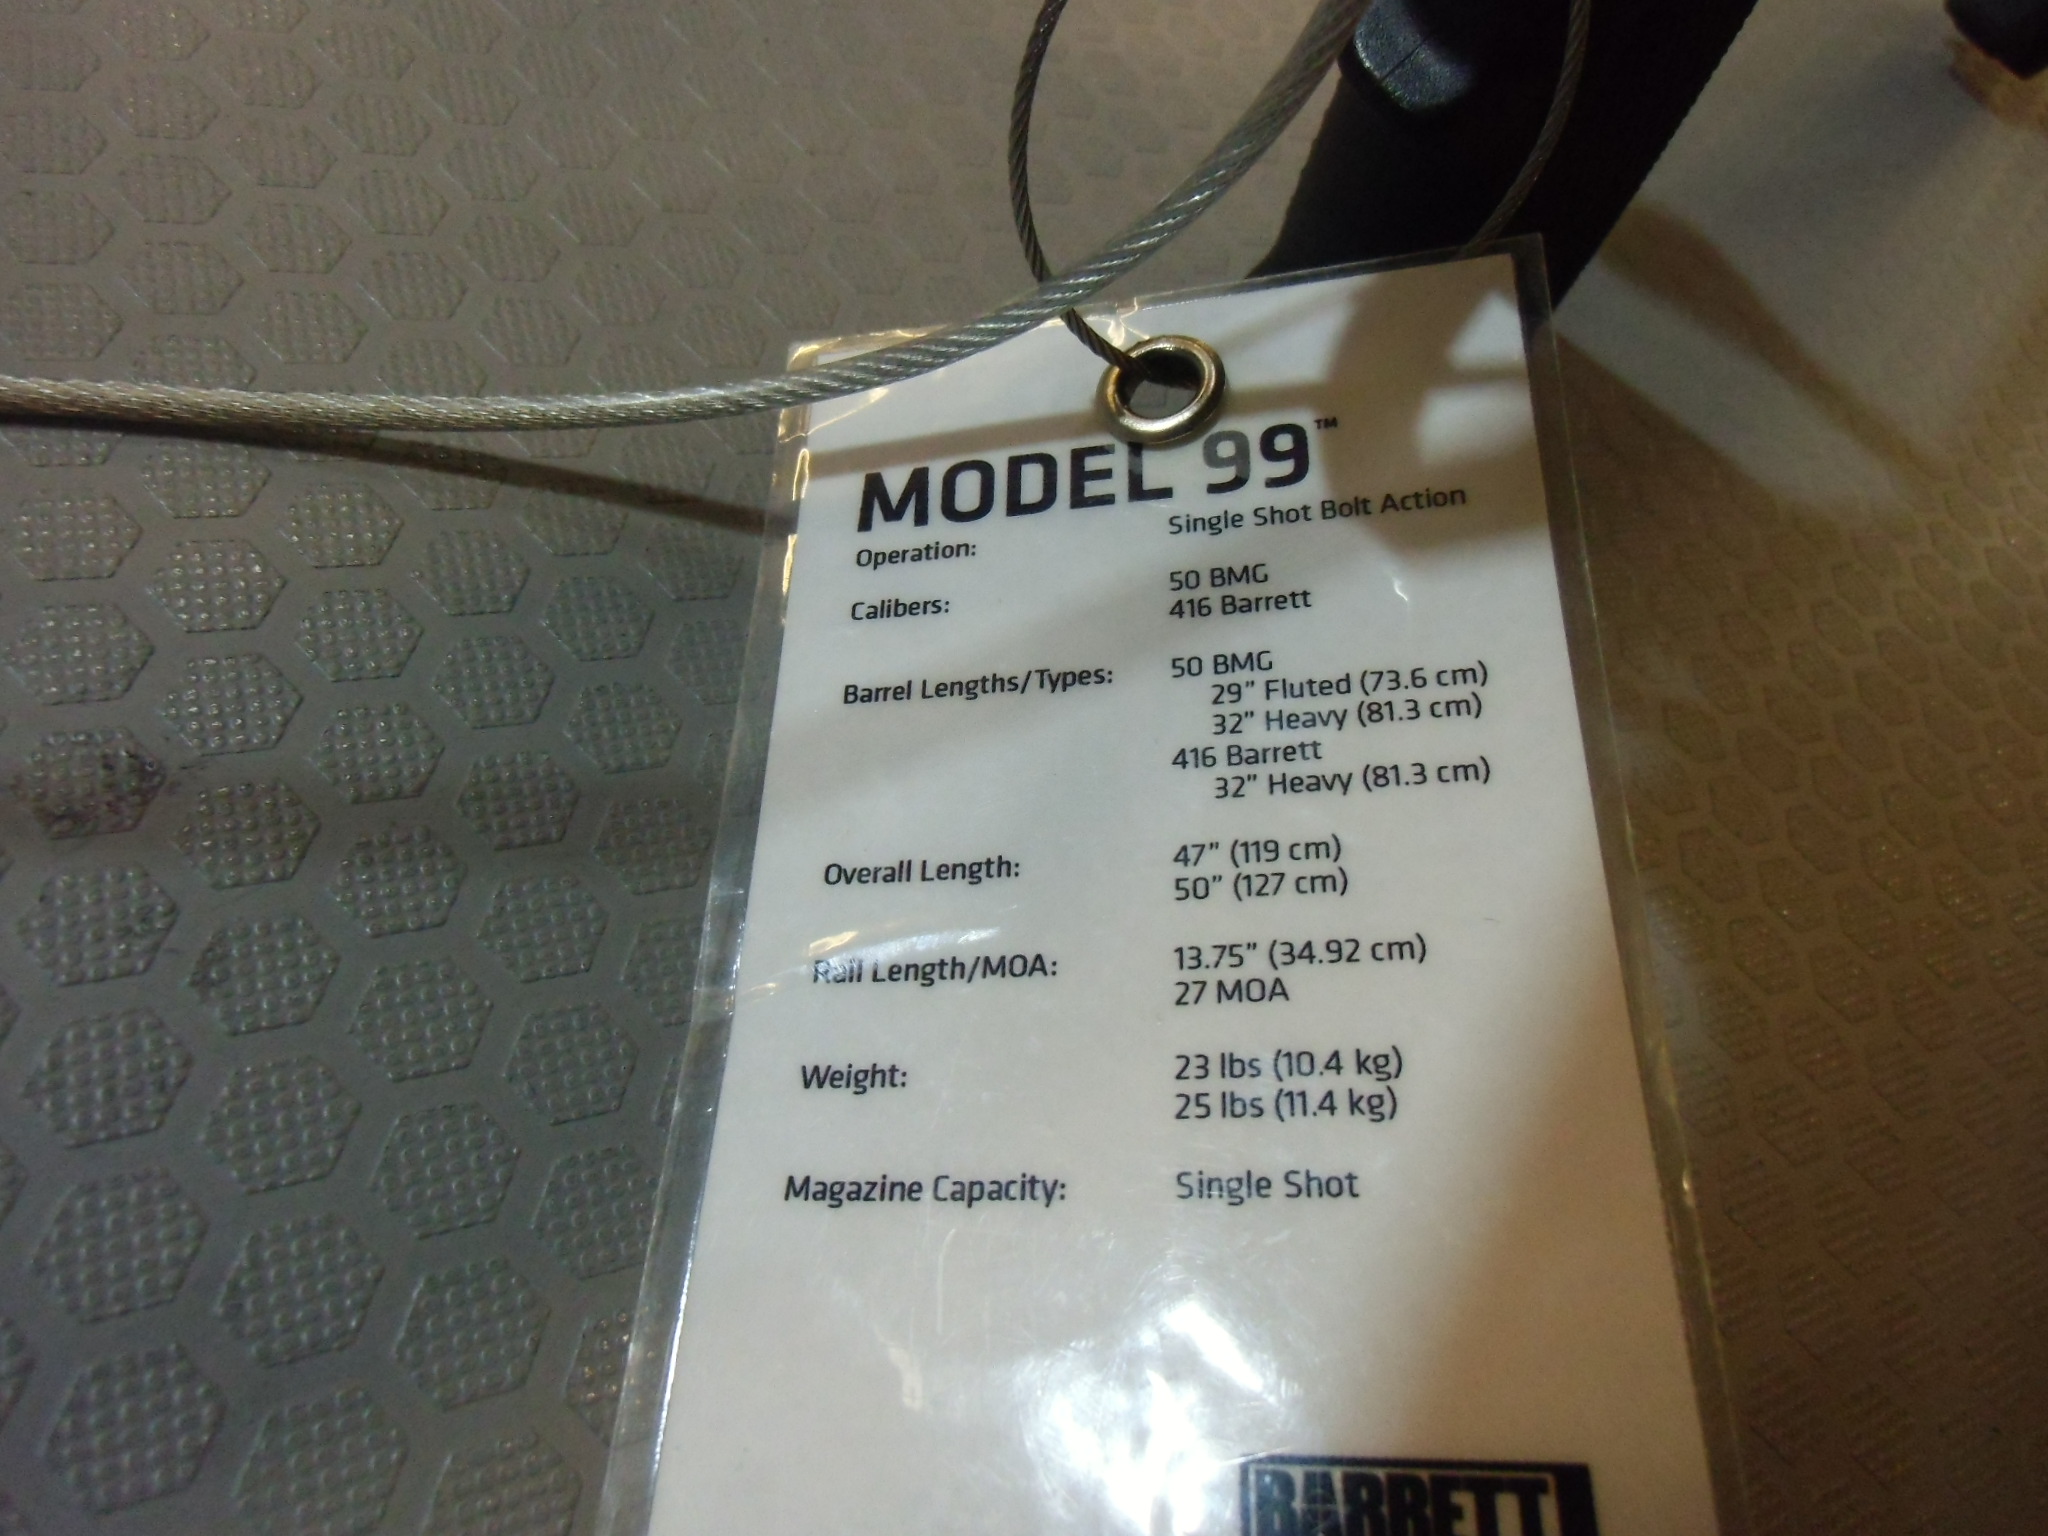 MODEL 99™
Operation: Single Shot Bolt Action
Calibers: 50 BMG
416 Barrett
Barrel Lengths/Types: 50 BMG
29" Fluted (73.6 cm)
32" Heavy (81.3 cm)
416 Barrett
32" Heavy (81.3 cm)
Overall Length: 47" (119 cm)
50" (127 cm)
Rail Length/MOA: 13.75" (34.92 cm)
27 MOA
Weight: 23 lbs (10.4 kg)
25 lbs (11.4 kg)
Magazine Capacity: Single Shot
BARRETT